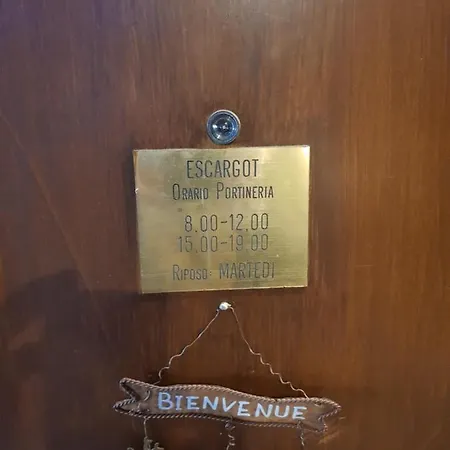 ESCARGOT
ORARIO PORTINERIA
8.00-12.00
15.00-19.00
RIPOSO: MARTEDI
BIENVENUE